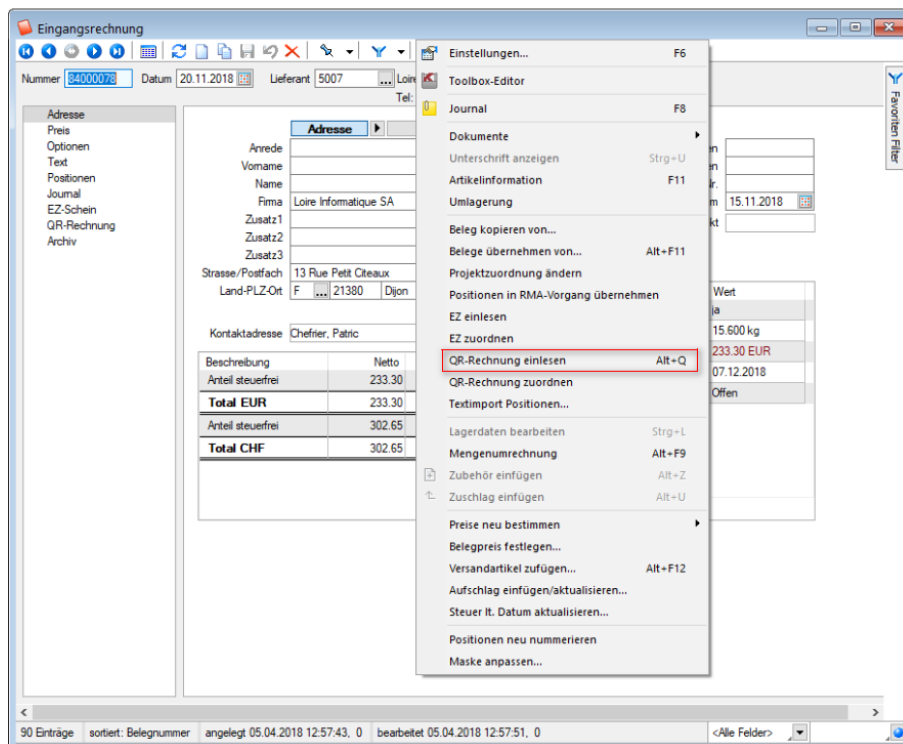 Eingangsrechnung
Nummer 84000078 Datum 20.11.2018 Lieferant 5007 ... Loire
Tel:
Favoriten Filter
Adresse
Preis
Optionen
Text
Positionen
Journal
EZ-Schein
QR-Rechnung
Archiv
Adresse
Anrede
Vorname
Name
Firma Loire Informatique SA
Zusatz1
Zusatz2
Zusatz3
Strasse/Postfach 13 Rue Petit Citeaux
Land-PLZ-Ort F ... 21380 Dijon
Kontaktadresse Chefrier, Patric
Beschreibung Netto
Anteil steuerfrei 233.30
Total EUR 233.30
Anteil steuerfrei 302.65
Total CHF 302.65
Einstellungen... F6
Toolbox-Editor
Journal F8
Dokumente
Unterschrift anzeigen Strg+U
Artikelinformation F11
Umlagerung
Beleg kopieren von...
Belege übernehmen von... Alt+F11
Projektzuordnung ändern
Positionen in RMA-Vorgang übernehmen
EZ einlesen
EZ zuordnen
QR-Rechnung einlesen Alt+Q
QR-Rechnung zuordnen
Textimport Positionen...
Lagerdaten bearbeiten Strg+L
Mengenumrechnung Alt+F9
Zubehör einfügen Alt+Z
Zuschlag einfügen Alt+U
Preise neu bestimmen
Belegpreis festlegen...
Versandartikel zufügen... Alt+F12
Aufschlag einfügen/aktualisieren...
Steuer lt. Datum aktualisieren...
Positionen neu nummerieren
Maske anpassen...
15.11.2018
Wert
ja
15.600 kg
233.30 EUR
07.12.2018
Offen
90 Einträge sortiert: Belegnummer angelegt 05.04.2018 12:57:43, 0 bearbeitet 05.04.2018 12:57:51, 0 <Alle Felder>